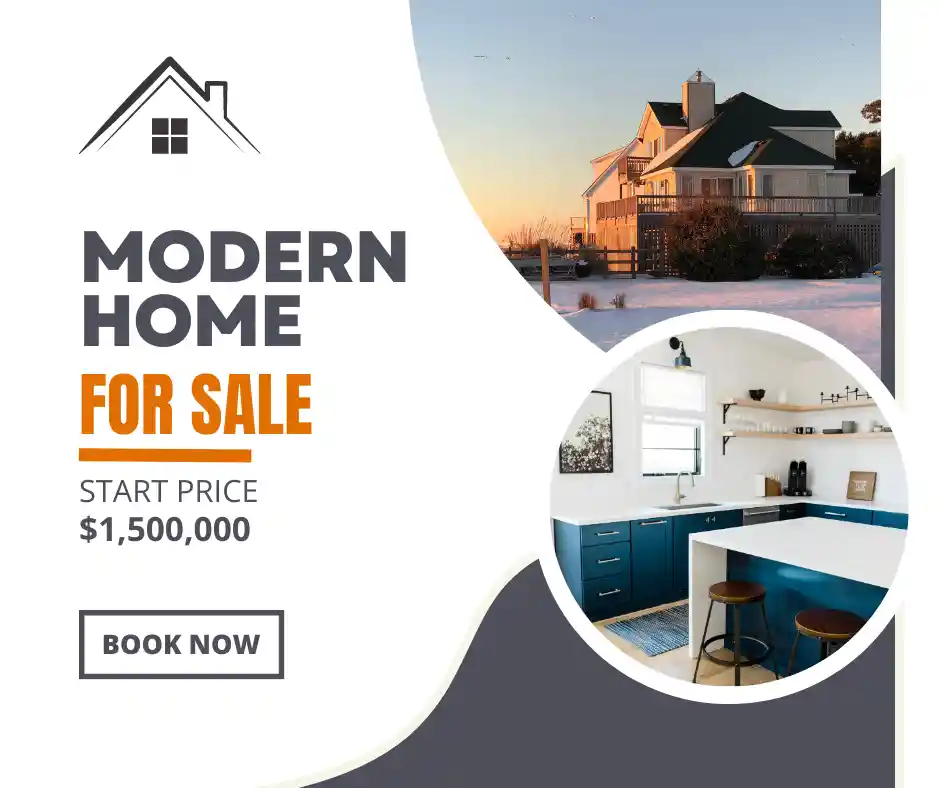 MODERN
HOME
FOR SALE
START PRICE
$1,500,000
BOOK NOW